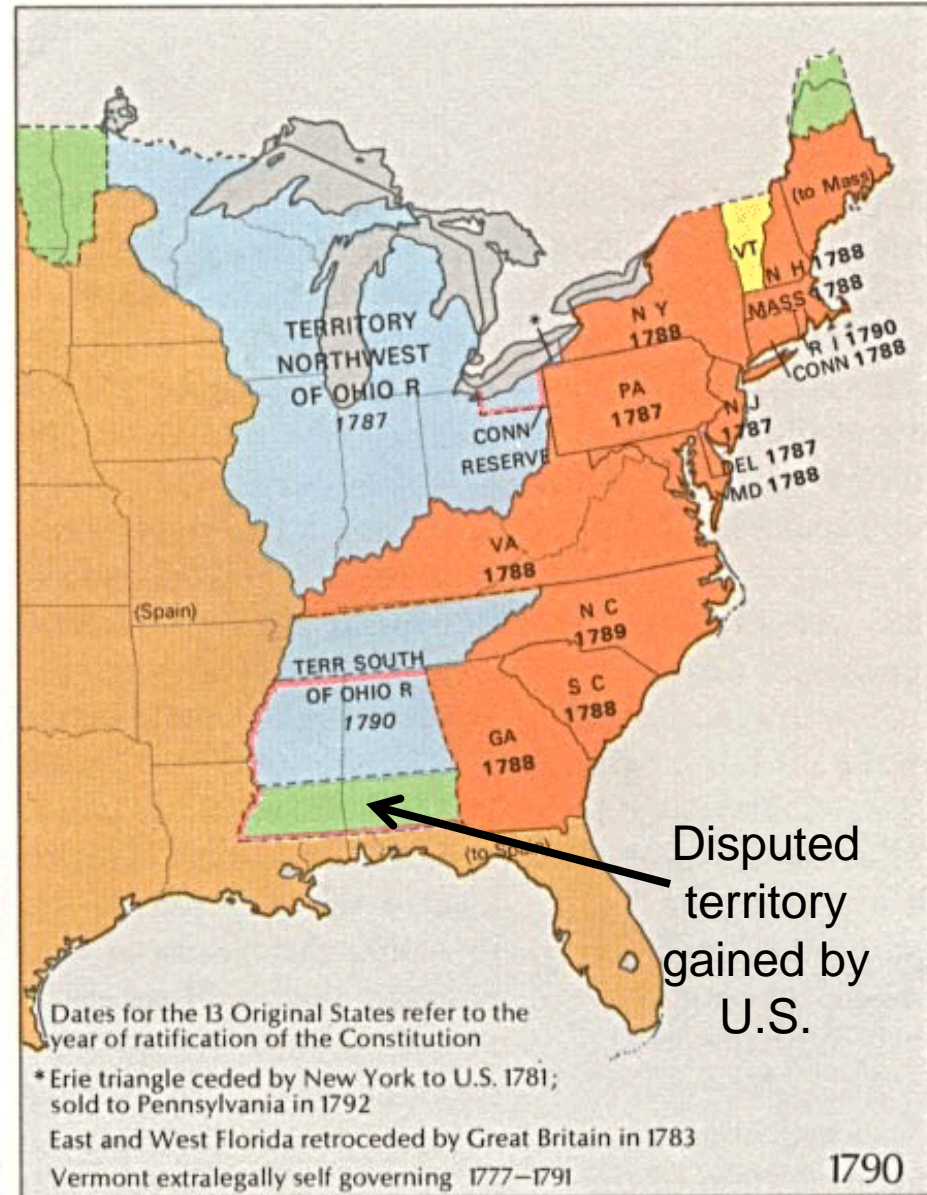 (to Mass)
VT
N H 1788
MASS 1788
N Y
1788
R I 1790
CONN 1788
*
TERRITORY
NORTHWEST
OF OHIO R
1787
PA
1787
N J
1787
CONN
RESERVE
DEL 1787
MD 1788
VA
1788
(Spain)
N C
1789
TERR SOUTH
OF OHIO R
1790
S C
1788
GA
1788
(to Spain)
Disputed
territory
gained by
U.S.
Dates for the 13 Original States refer to the
year of ratification of the Constitution
*Erie triangle ceded by New York to U.S. 1781;
sold to Pennsylvania in 1792
East and West Florida retroceded by Great Britain in 1783
Vermont extralegally self governing 1777–1791
1790